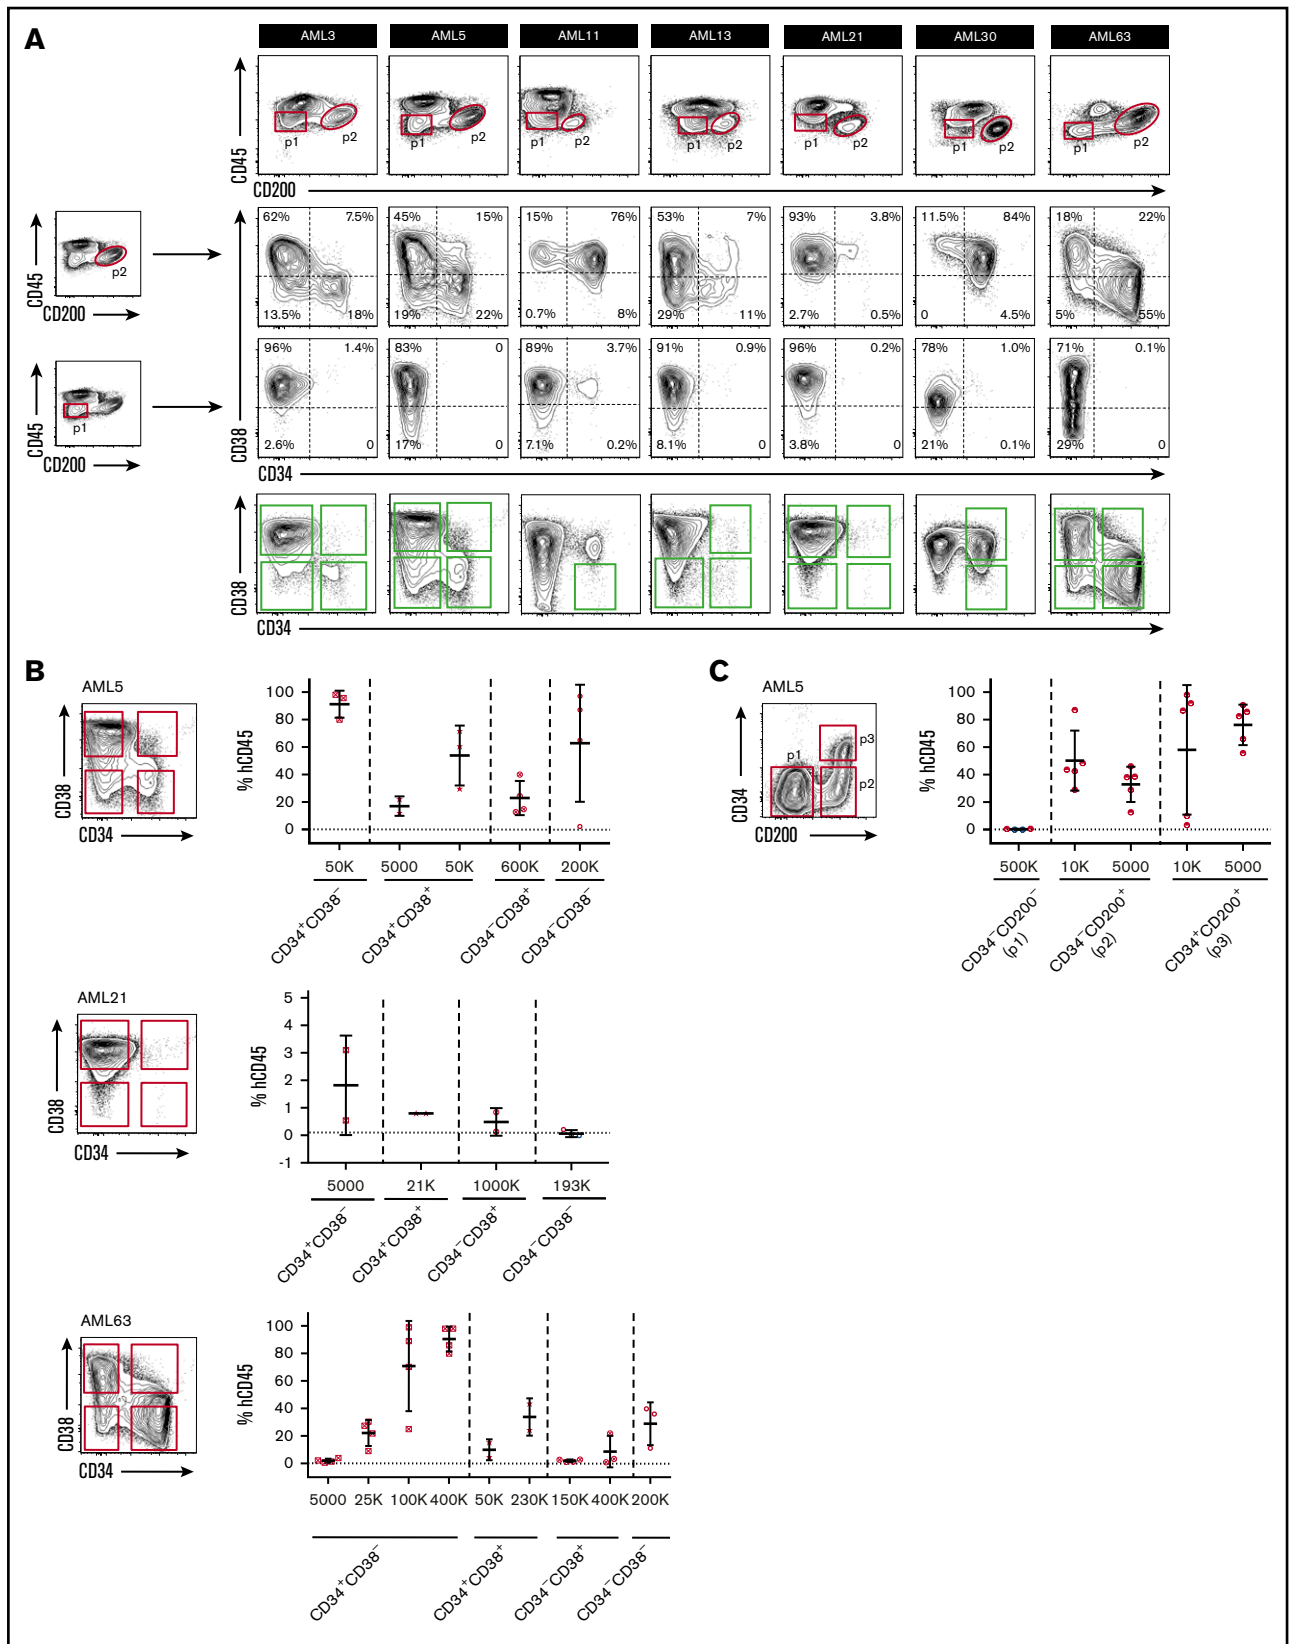 A
AML3 AML5 AML11 AML13 AML21 AML30 AML63
CD45
p1 p2 p1 p2 p1 p2 p1 p2 p1 p2 p1 p2 p1 p2
CD200
CD45
p2
CD200
62% 7.5% 45% 15% 15% 76% 53% 7% 93% 3.8% 11.5% 84% 18% 22%
13.5% 18% 19% 22% 0.7% 8% 29% 11% 2.7% 0.5% 0 4.5% 5% 55%
CD45
p1
CD200
CD38
96% 1.4% 83% 0 89% 3.7% 91% 0.9% 96% 0.2% 78% 1.0% 71% 0.1%
2.6% 0 17% 0 7.1% 0.2% 8.1% 0 3.8% 0 21% 0.1% 29% 0
CD34
CD38
CD34
B
AML5
CD38
CD34
% hCD45
100
80
60
40
20
0
50K 5000 50K 600K 200K
CD34⁺CD38⁻ CD34⁺CD38⁺ CD34⁻CD38⁺ CD34⁻CD38⁻
C
AML5
CD34
p1 p3
p2
CD200
% hCD45
100
80
60
40
20
0
500K 10K 5000 10K 5000
CD34⁻CD200⁻ (p1) CD34⁻CD200⁺ (p2) CD34⁺CD200⁺ (p3)
AML21
CD38
CD34
% hCD45
5
4
3
2
1
0
-1
5000 21K 1000K 193K
CD34⁺CD38⁻ CD34⁺CD38⁺ CD34⁻CD38⁺ CD34⁻CD38⁻
AML63
CD38
CD34
% hCD45
100
80
60
40
20
0
5000 25K 100K 400K 50K 230K 150K 400K 200K
CD34⁺CD38⁻ CD34⁺CD38⁺ CD34⁻CD38⁺ CD34⁻CD38⁻